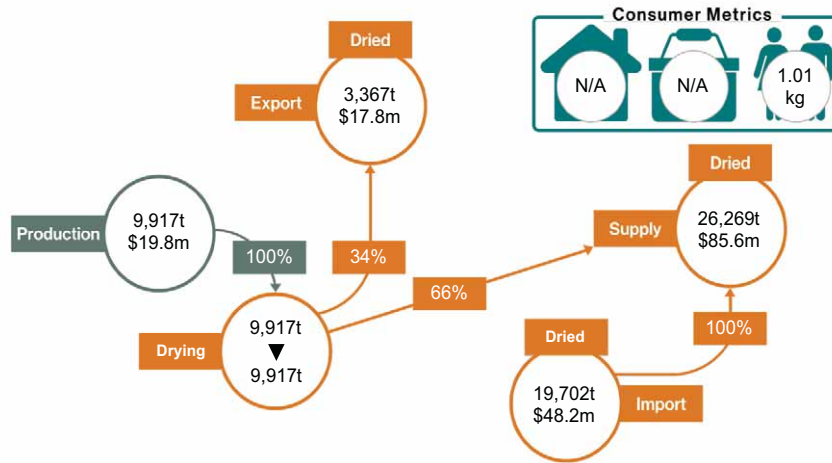 Consumer Metrics
N/A
N/A
1.01
kg
Dried
Export
3,367t
$17.8m
Production
9,917t
$19.8m
100%
34%
66%
Drying
9,917t
▼
9,917t
Dried
Supply
26,269t
$85.6m
100%
Dried
19,702t
$48.2m
Import